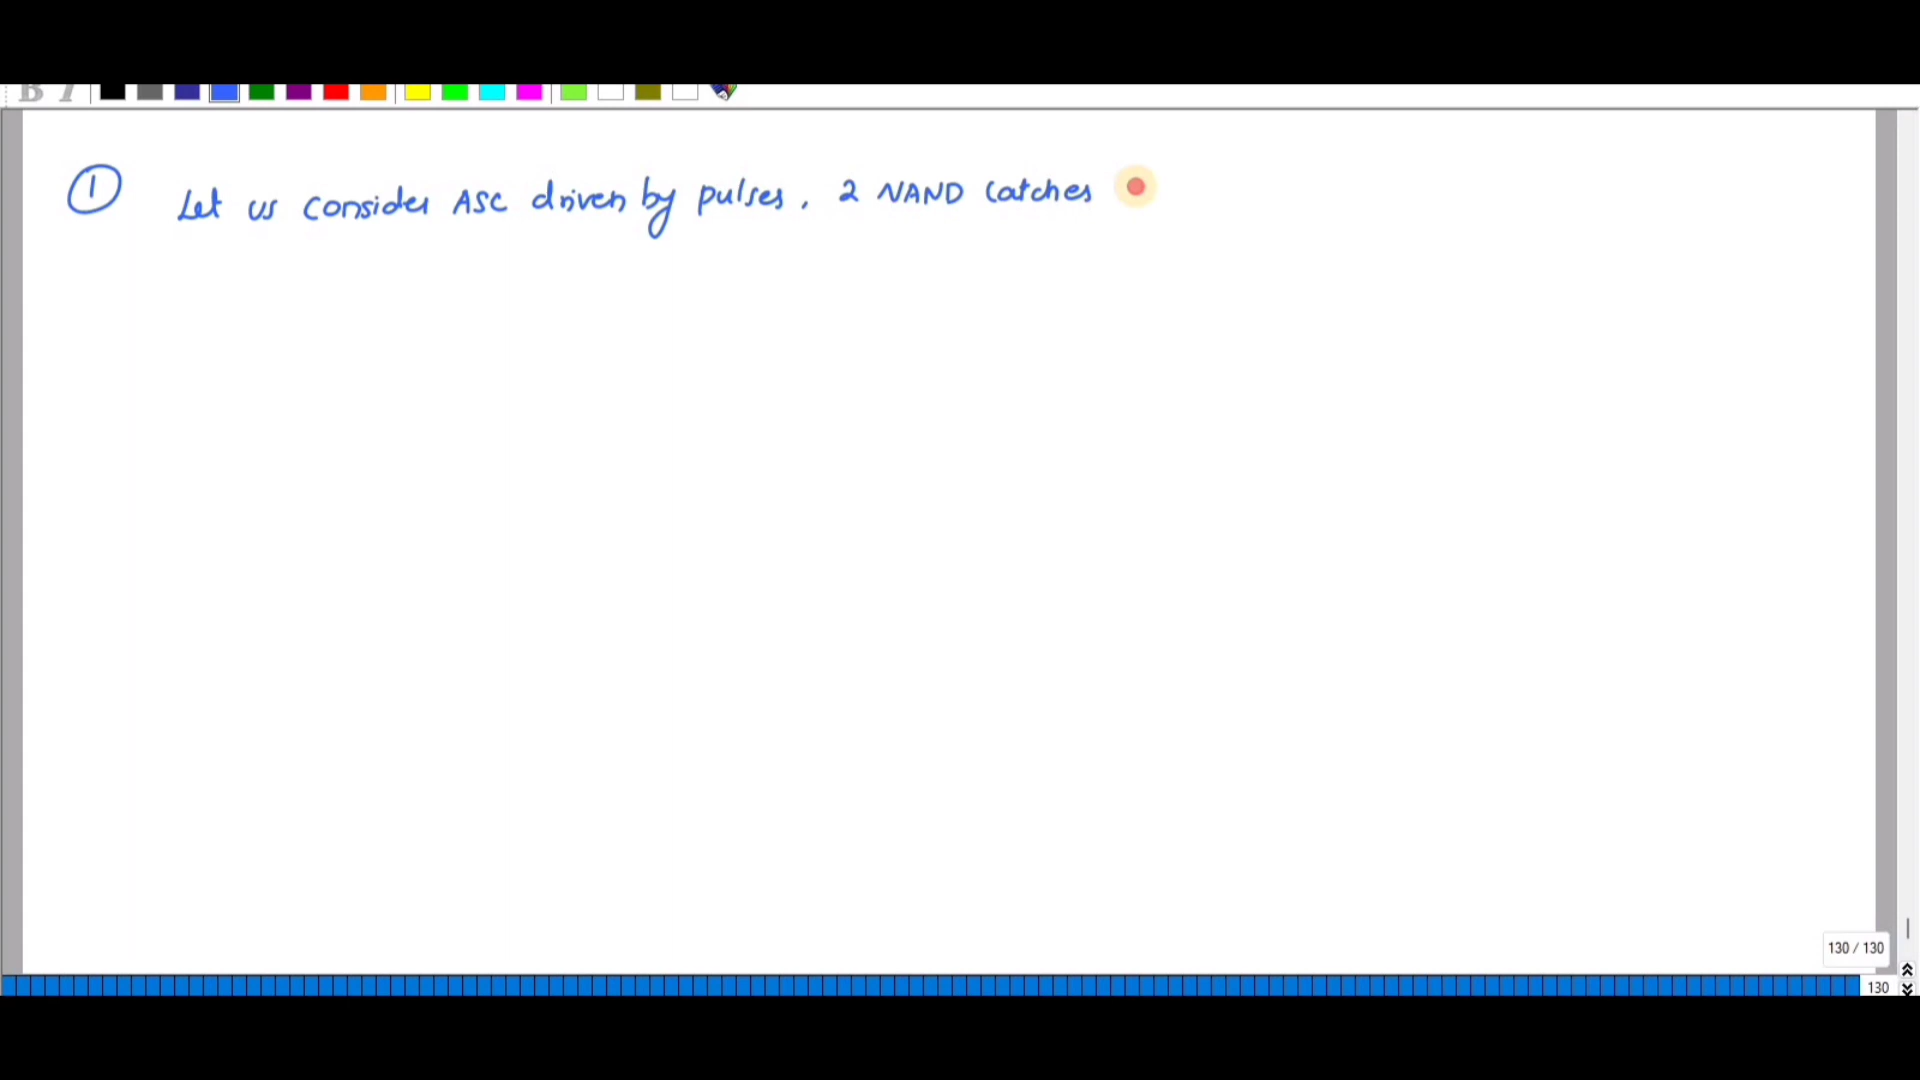 B I
① Let us consider ASC driven by pulses, 2 NAND Latches
130 / 130
130